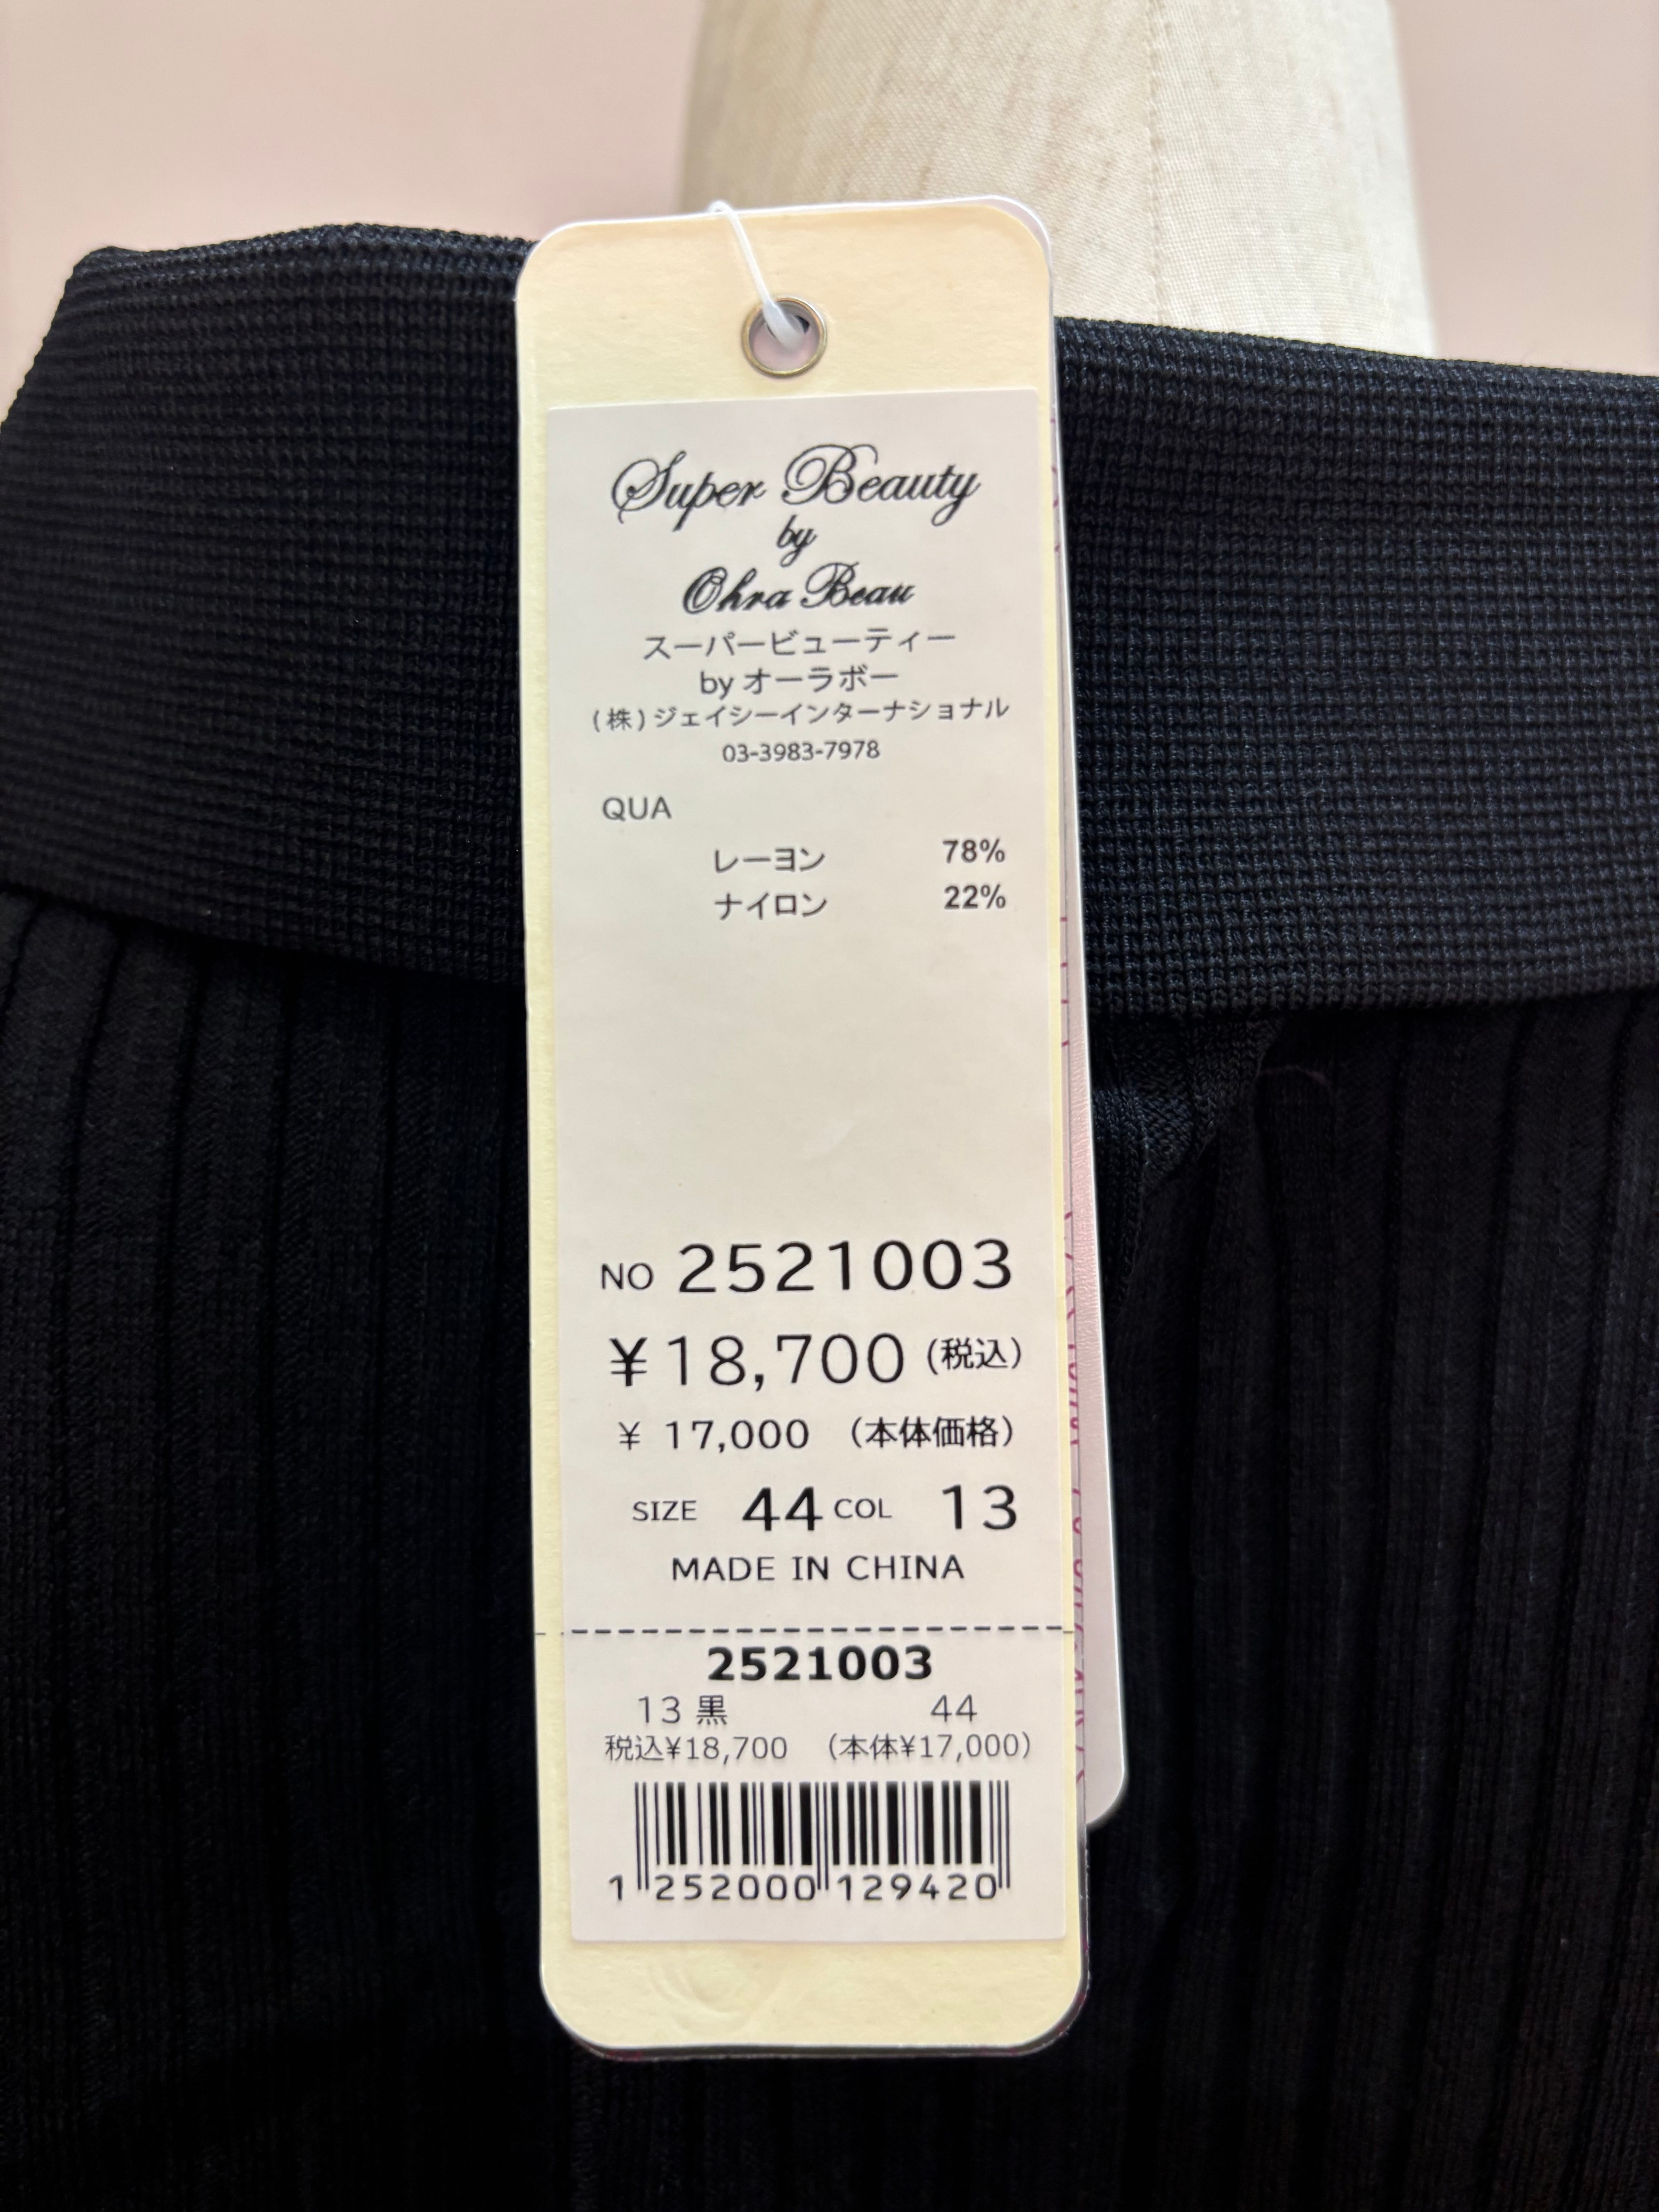 Super Beauty
by
Ohra Beau
スーパービューティー
by オーラボー
(株)ジェイシーインターナショナル
03-3983-7978
QUA
レーヨン 78%
ナイロン 22%
NO 2521003
¥18,700 (税込)
¥ 17,000 (本体価格)
SIZE 44 COL 13
MADE IN CHINA
2521003
13 黒 44
税込¥18,700 (本体¥17,000)
1 252000 129420